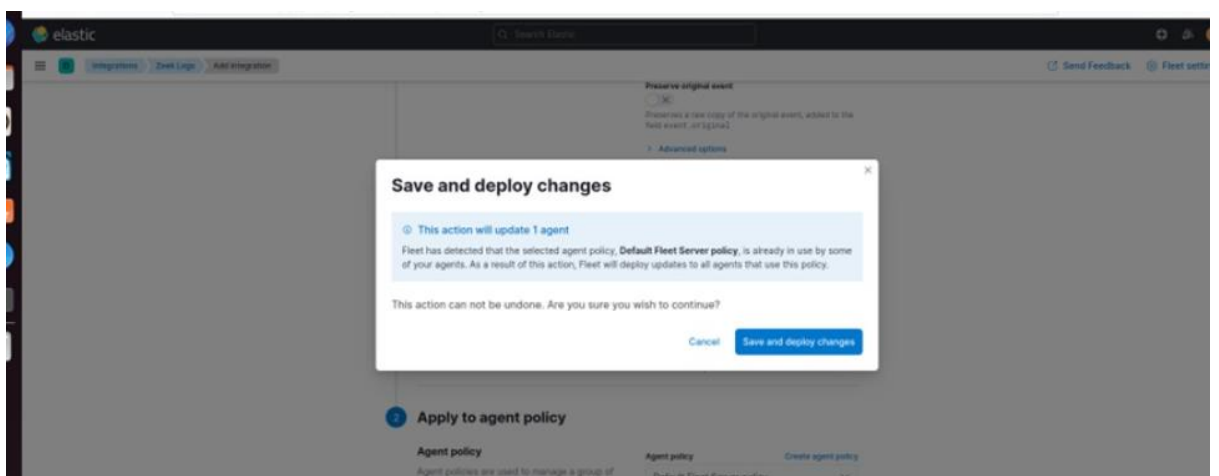 elastic
Search Elastic
Integrations
Zeek Logs
Add integration
Send Feedback
Fleet settin
Preserve original event
Preserves a raw copy of the original event, added to the
field event.original
Advanced options
Save and deploy changes
This action will update 1 agent
Fleet has detected that the selected agent policy, Default Fleet Server policy, is already in use by some
of your agents. As a result of this action, Fleet will deploy updates to all agents that use this policy.
This action can not be undone. Are you sure you wish to continue?
Cancel
Save and deploy changes
2
Apply to agent policy
Agent policy
Agent policies are used to manage a group of
Agent policy
Create agent policy
Default Fleet Server policy